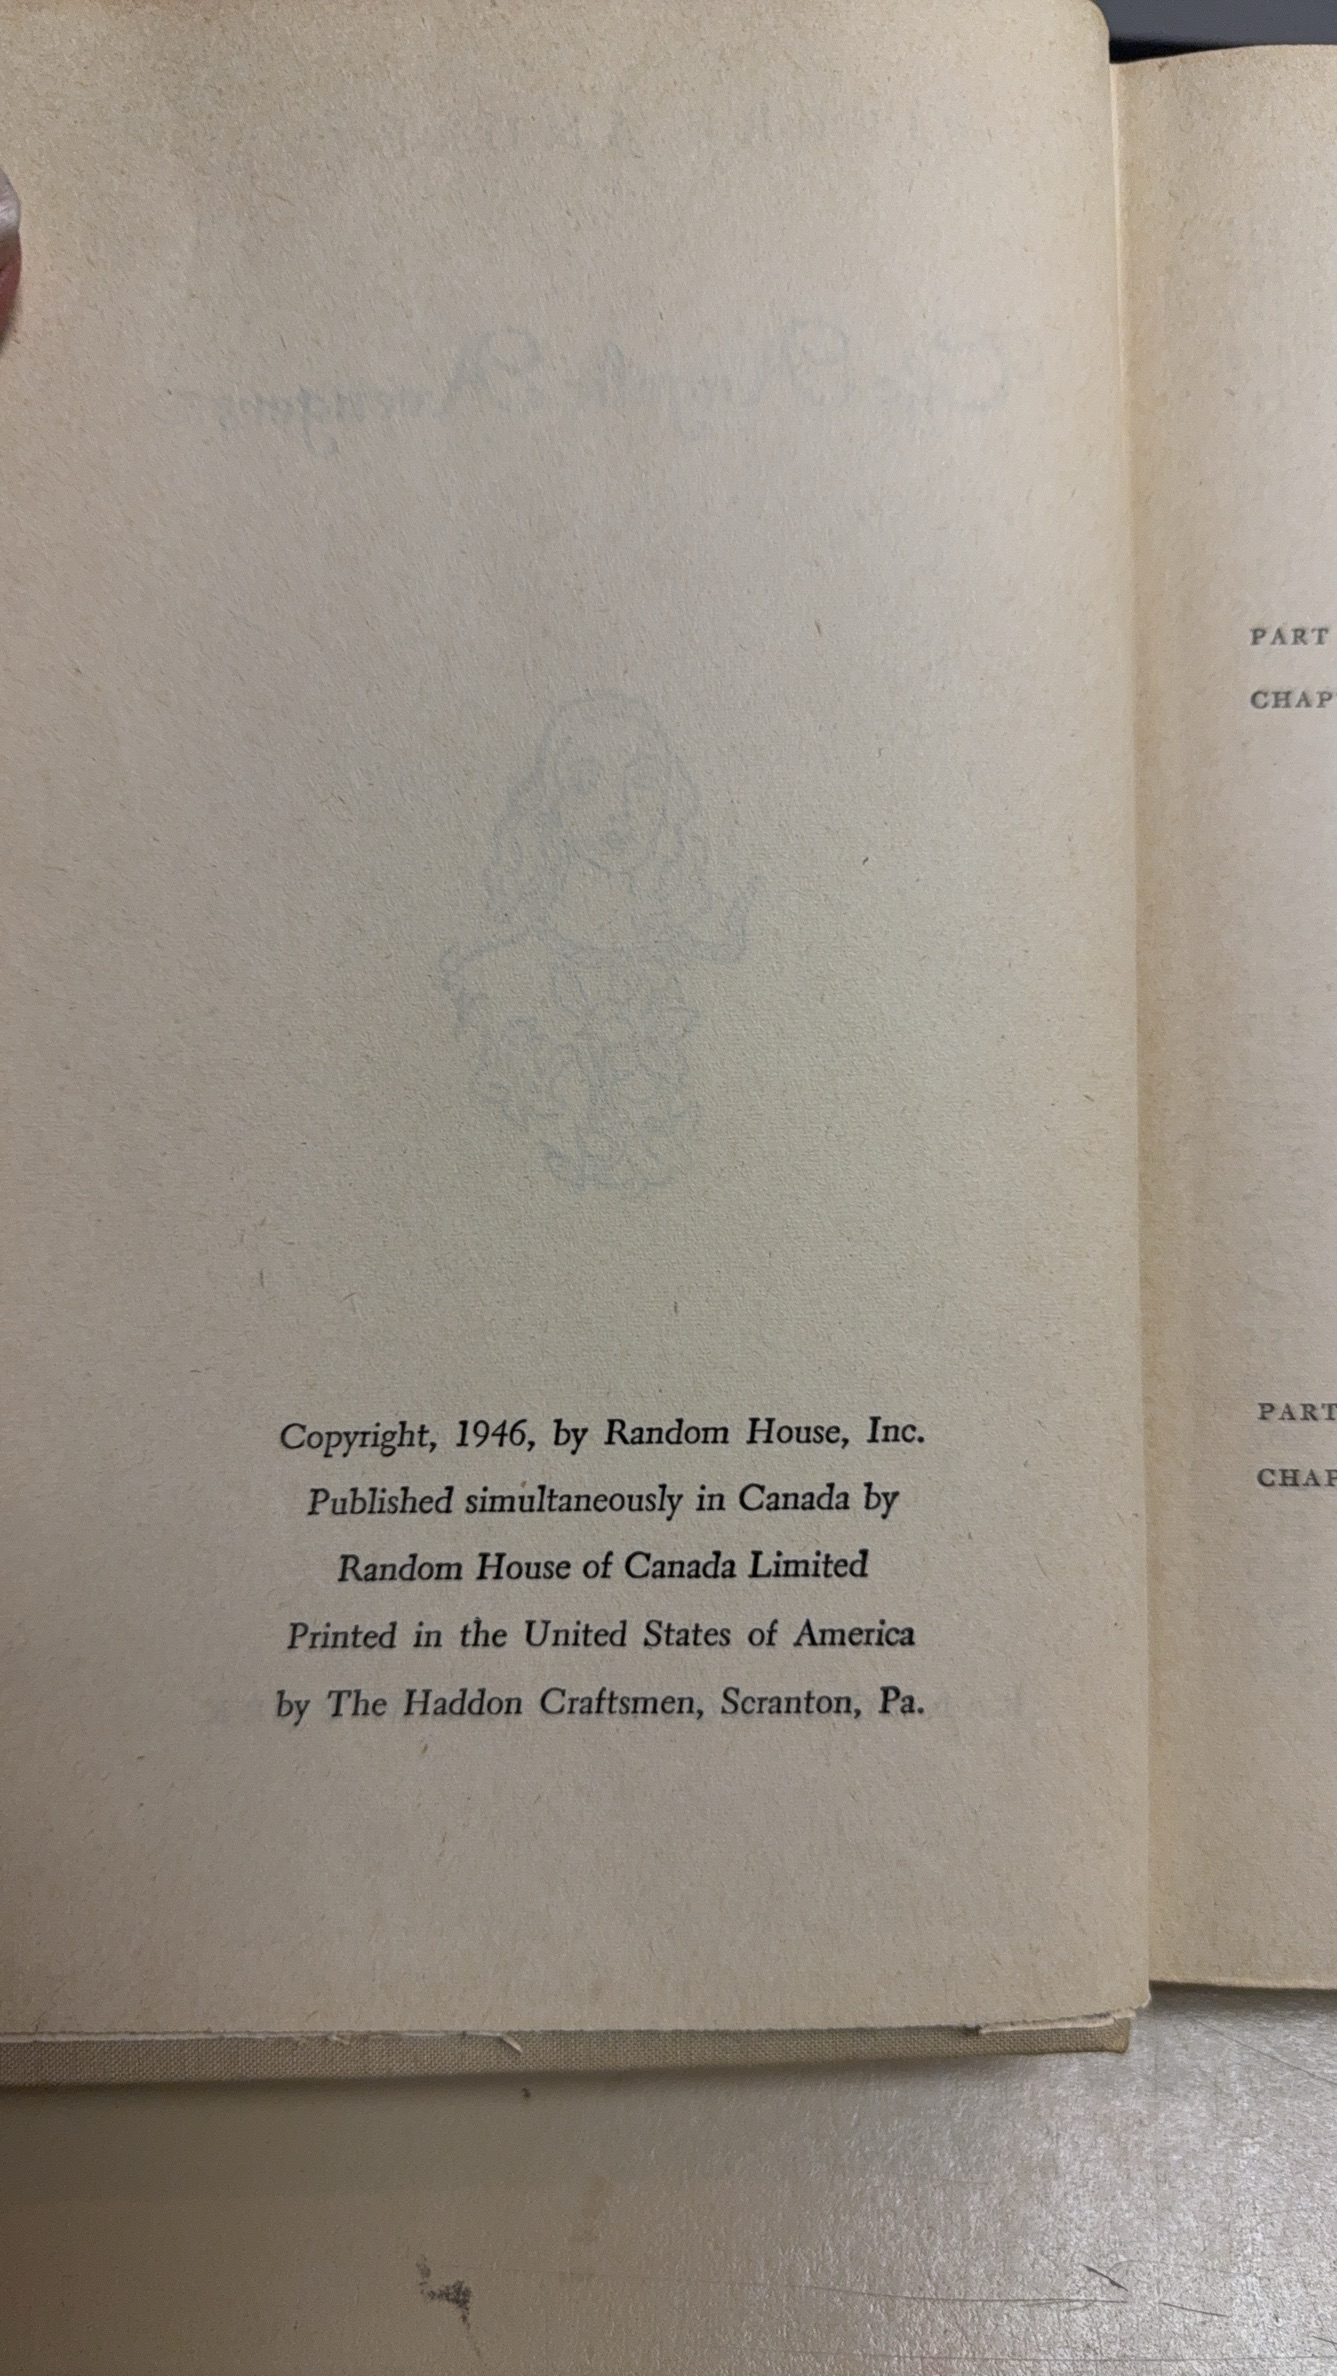 Copyright, 1946, by Random House, Inc.
Published simultaneously in Canada by
Random House of Canada Limited
Printed in the United States of America
by The Haddon Craftsmen, Scranton, Pa.
PART
CHAP
PART
CHAP